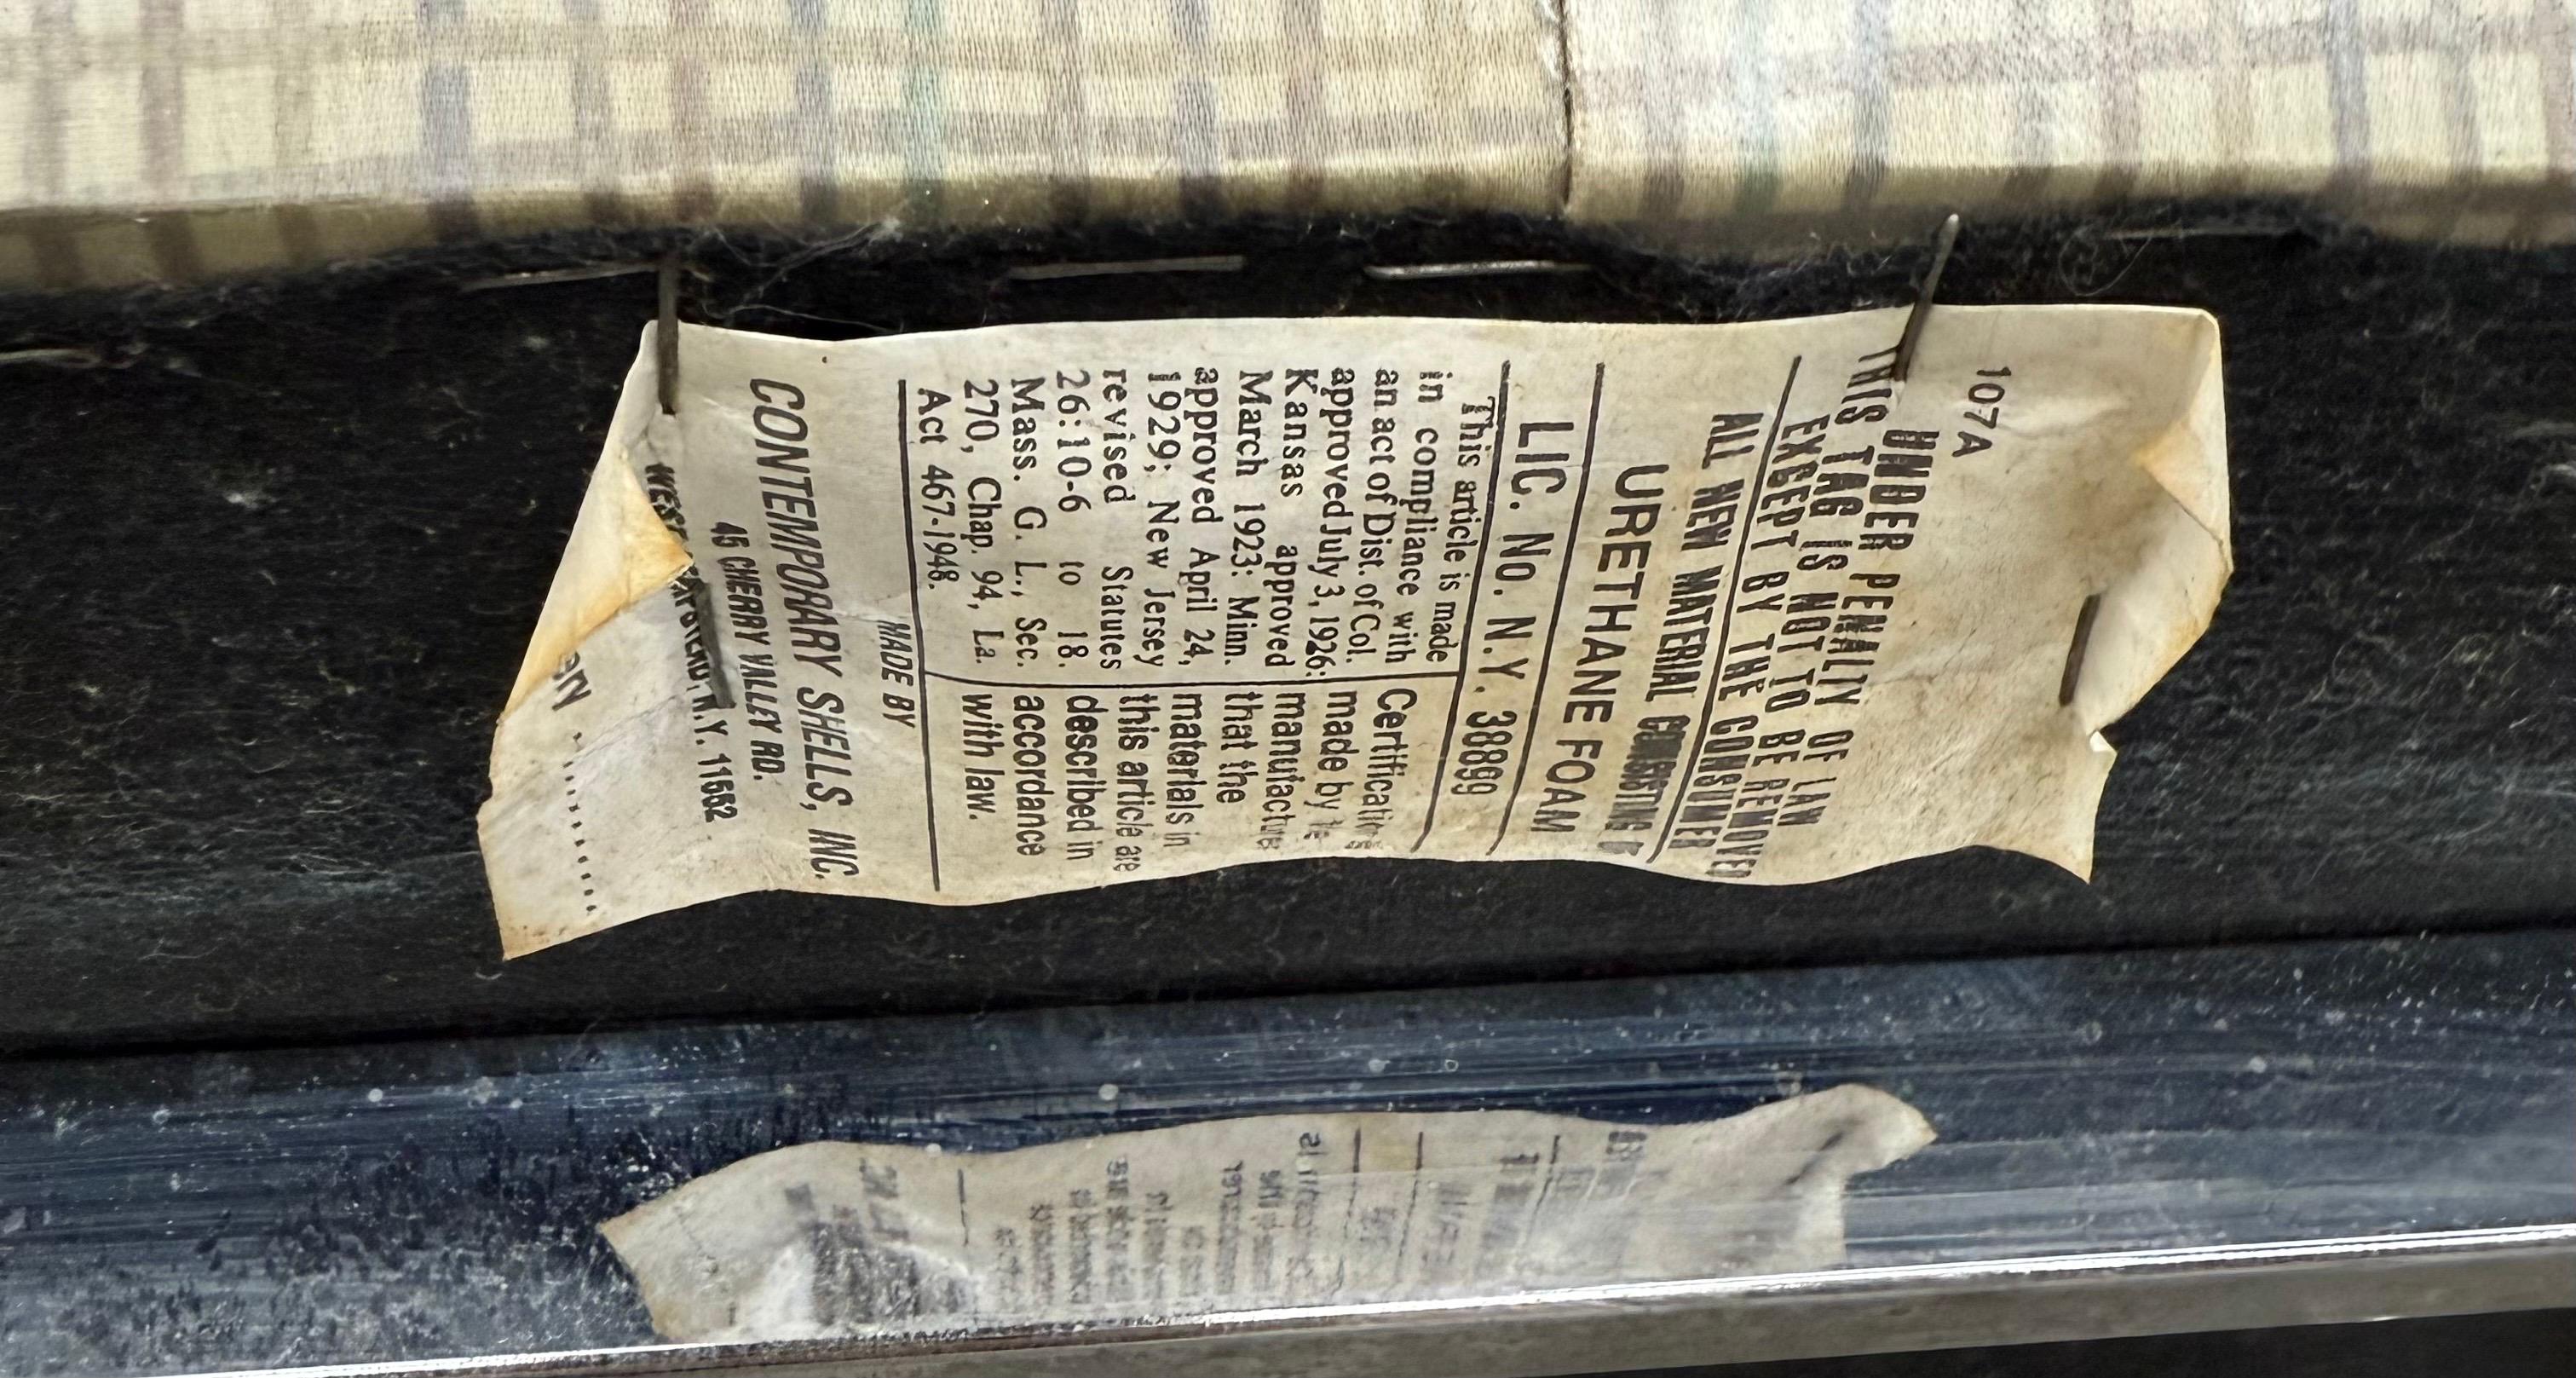 107A
UNDER PENALTY OF LAW
THIS TAG IS NOT TO BE REMOVED
EXCEPT BY THE CONSUMER
ALL NEW MATERIAL CONSISTING
URETHANE FOAM
LIC. No. N.Y. 38899
This article is made
in compliance with
an act of Dist. of Col.
approved July 3, 1926;
Kansas approved
March 1923; Minn.
approved April 24,
1929; New Jersey
revised Statutes
26:10-6 to 18.
Mass. G. L., Sec.
270, Chap. 94, La.
Act 467-1948.
Certification
made by
manufacturer
that the
materials in
this article are
described in
accordance
with law.
MADE BY
CONTEMPORARY SHELLS, INC.
45 CHERRY VALLEY RD.
WEST N.Y. 11552